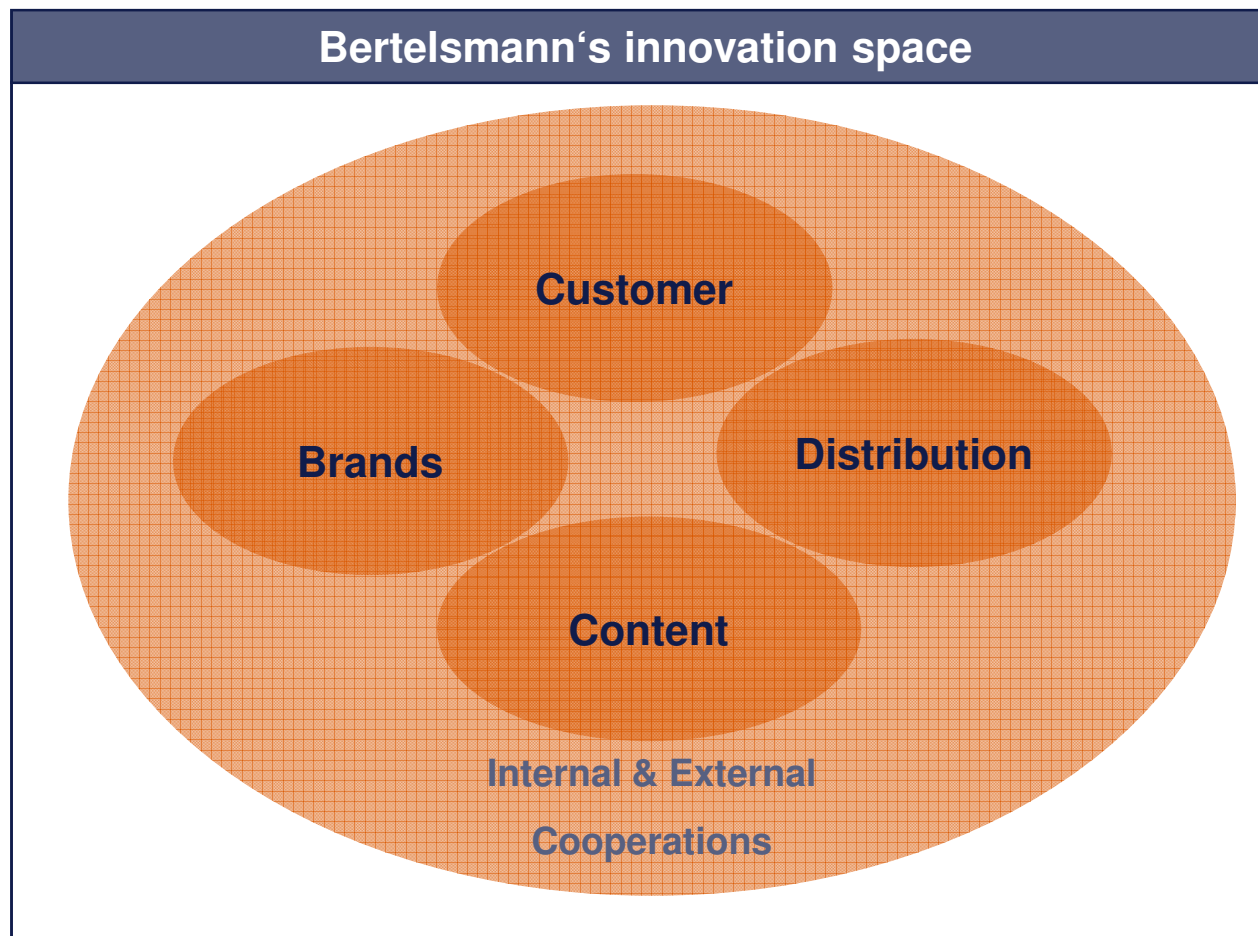 Bertelsmann‘s innovation space
Customer
Brands
Distribution
Content
Internal & External
Cooperations